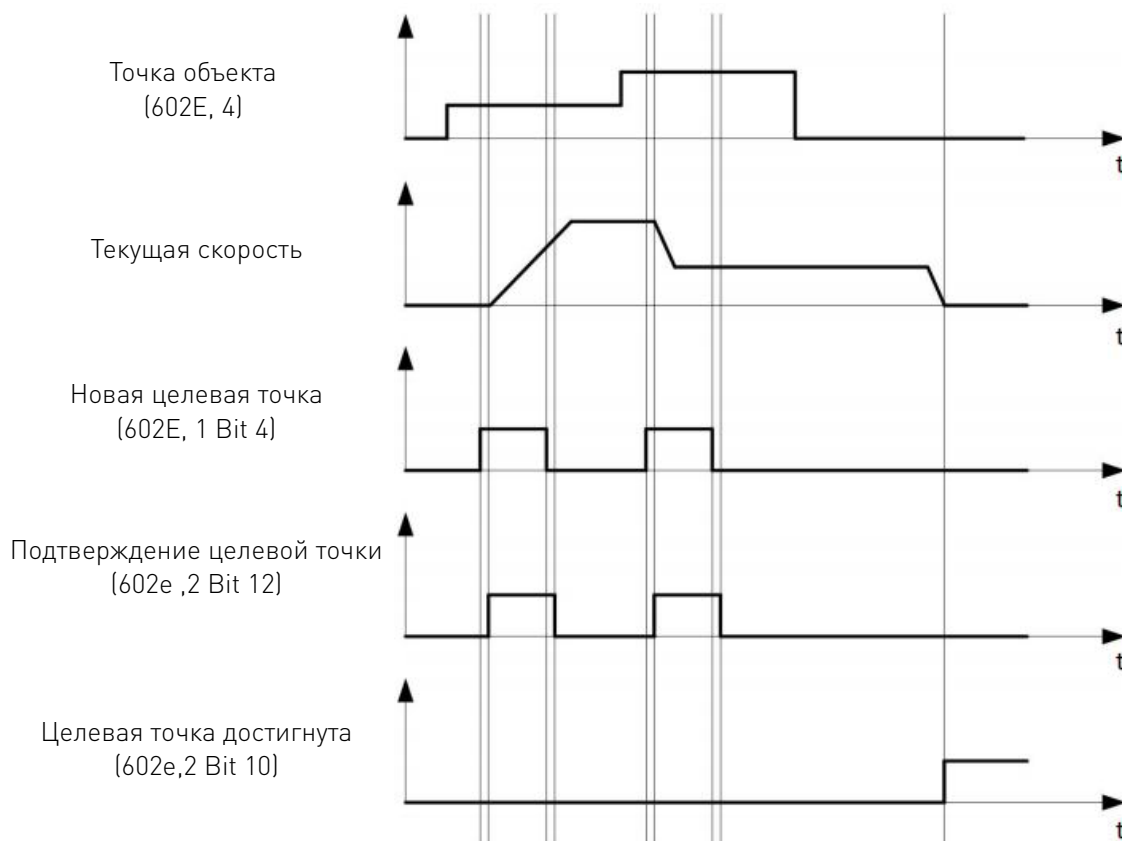 Точка объекта
(602E, 4)
t
Текущая скорость
t
Новая целевая точка
(602E, 1 Bit 4)
t
Подтверждение целевой точки
(602e ,2 Bit 12)
t
Целевая точка достигнута
(602e,2 Bit 10)
t